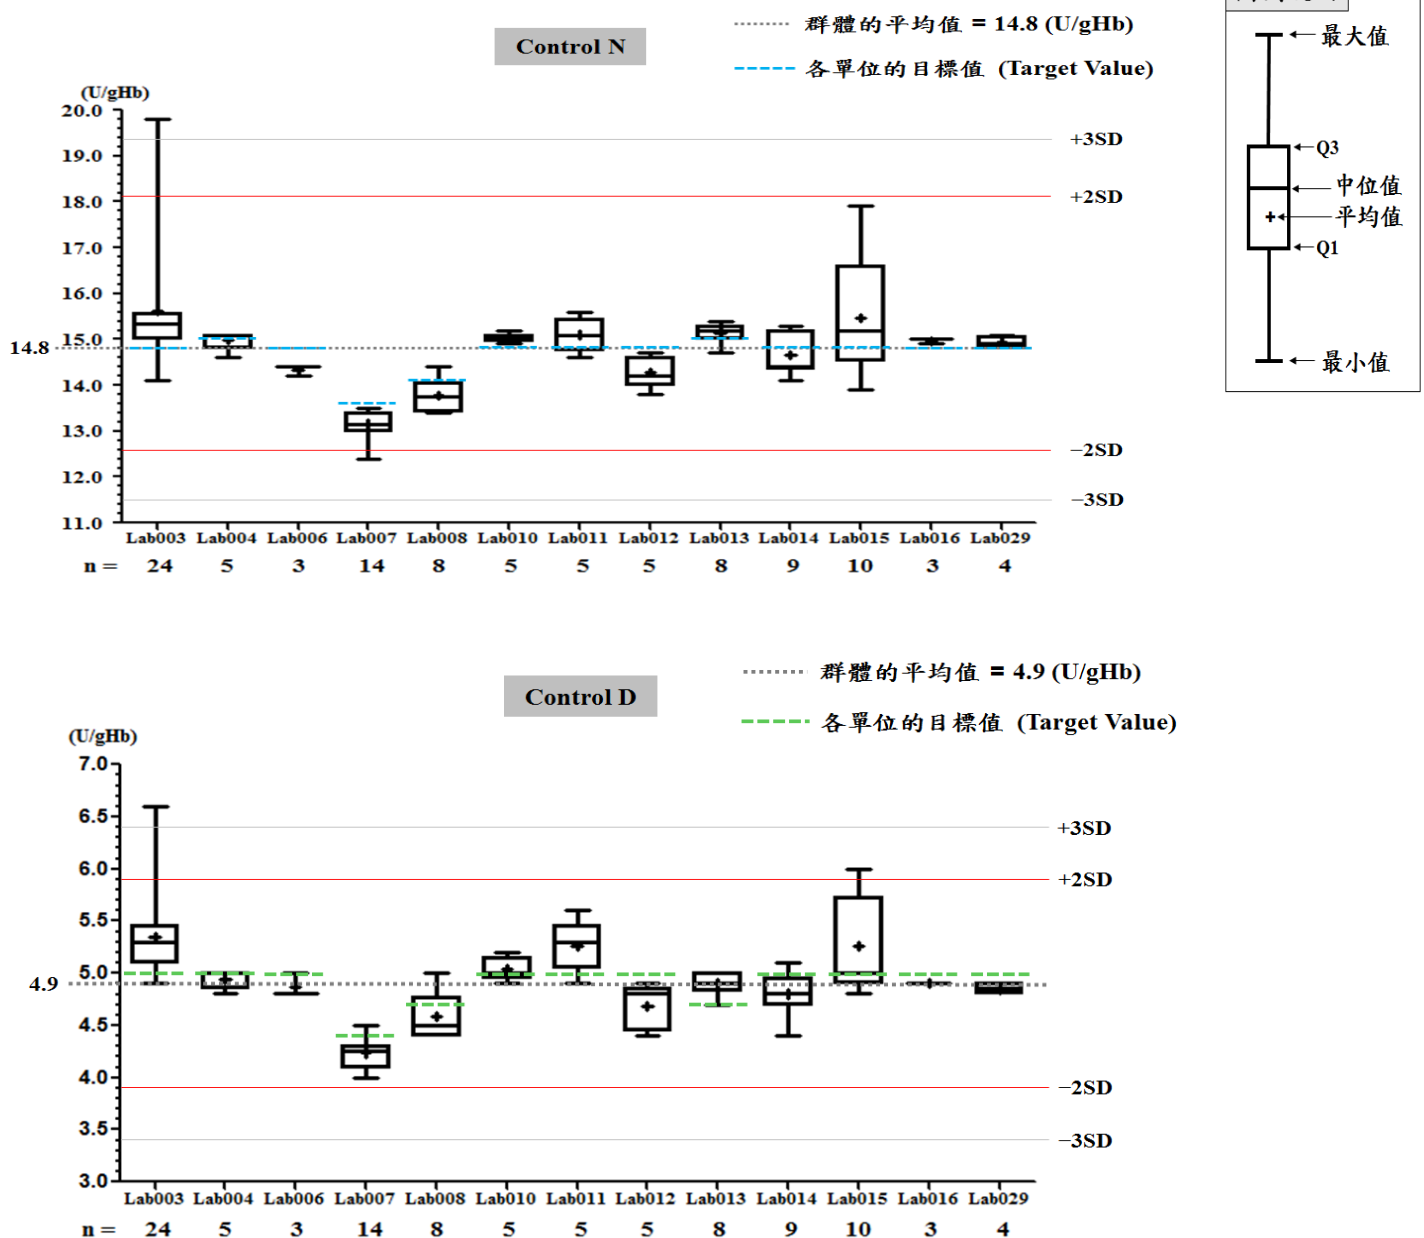 Control N
群體的平均值 = 14.8 (U/gHb)
各單位的目標值 (Target Value)
(U/gHb)
20.0
19.0
18.0
17.0
16.0
15.0
14.8
14.0
13.0
12.0
11.0
+3SD
+2SD
−2SD
−3SD
Lab003 Lab004 Lab006 Lab007 Lab008 Lab010 Lab011 Lab012 Lab013 Lab014 Lab015 Lab016 Lab029
n = 24 5 3 14 8 5 5 5 8 9 10 3 4
最大值
Q3
中位值
平均值
Q1
最小值
Control D
群體的平均值 = 4.9 (U/gHb)
各單位的目標值 (Target Value)
(U/gHb)
7.0
6.5
6.0
5.5
5.0
4.9
4.5
4.0
3.5
3.0
+3SD
+2SD
−2SD
−3SD
Lab003 Lab004 Lab006 Lab007 Lab008 Lab010 Lab011 Lab012 Lab013 Lab014 Lab015 Lab016 Lab029
n = 24 5 3 14 8 5 5 5 8 9 10 3 4